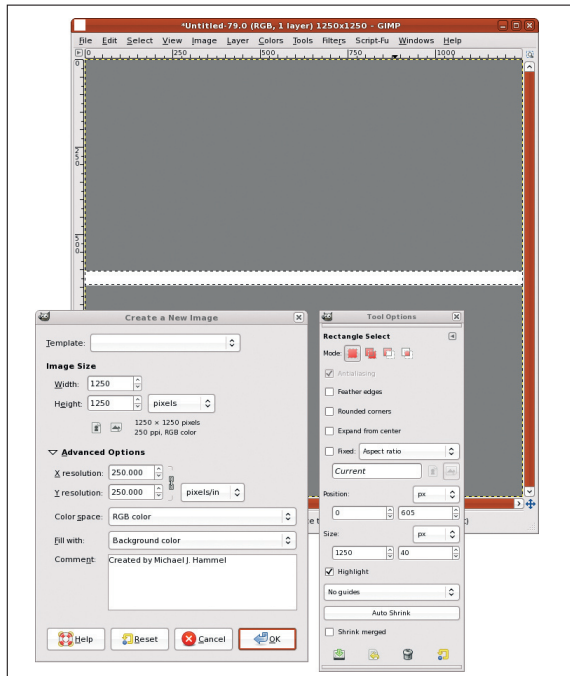 *Untitled-79.0 (RGB, 1 layer) 1250x1250 – GIMP
File Edit Select View Image Layer Colors Tools Filters Script-Fu Windows Help
0 250 500 750 1000
0
250
500
Create a New Image
Template:
Image Size
Width: 1250
Height: 1250 pixels
1250 × 1250 pixels
250 ppi, RGB color
Advanced Options
X resolution: 250.000
Y resolution: 250.000 pixels/in
Color space: RGB color
Fill with: Background color
Comment: Created by Michael J. Hammel
Help Reset Cancel OK
Tool Options
Rectangle Select
Mode:
Antialiasing
Feather edges
Rounded corners
Expand from center
Fixed: Aspect ratio
Current
Position: px
0 605
Size: px
1250 40
Highlight
No guides
Auto Shrink
Shrink merged